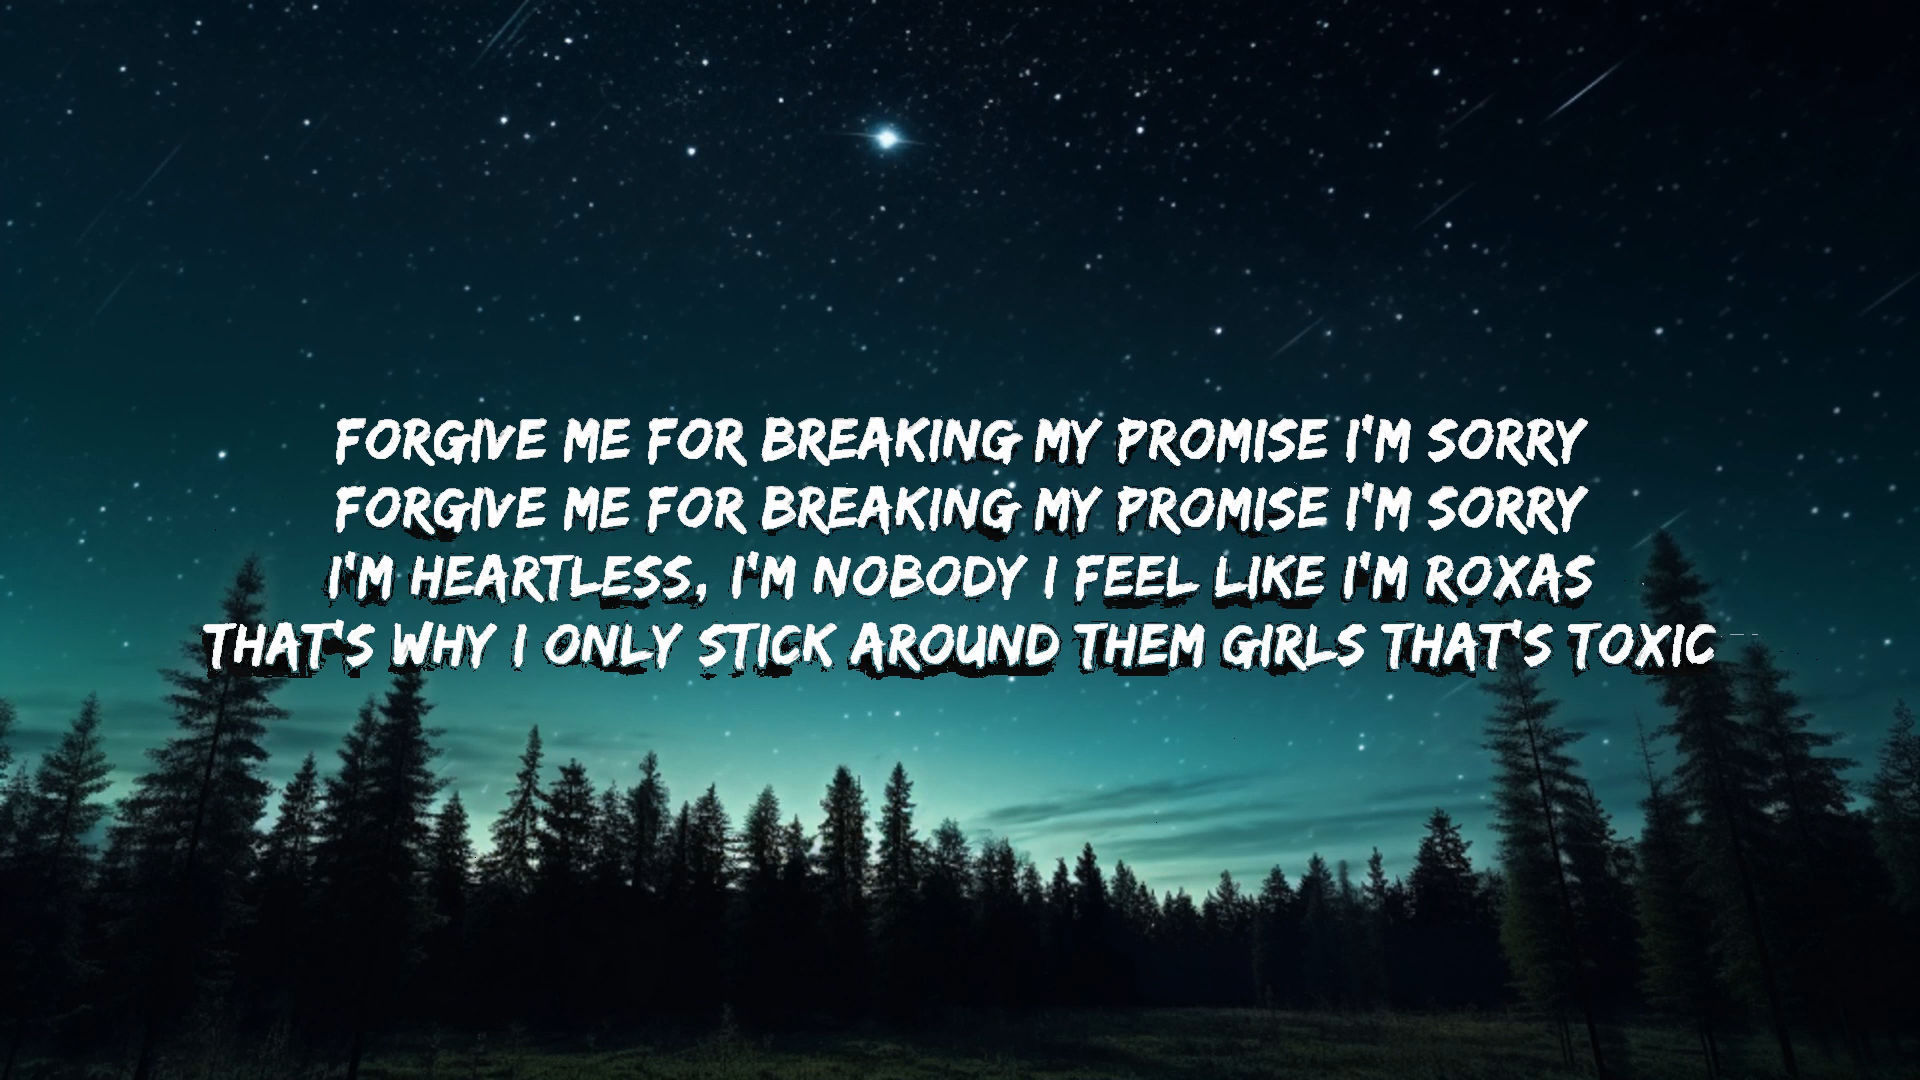 FORGIVE ME FOR BREAKING MY PROMISE I'M SORRY
FORGIVE ME FOR BREAKING MY PROMISE I'M SORRY
I'M HEARTLESS, I'M NOBODY I FEEL LIKE I'M ROXAS
THAT'S WHY I ONLY STICK AROUND THEM GIRLS THAT'S TOXIC